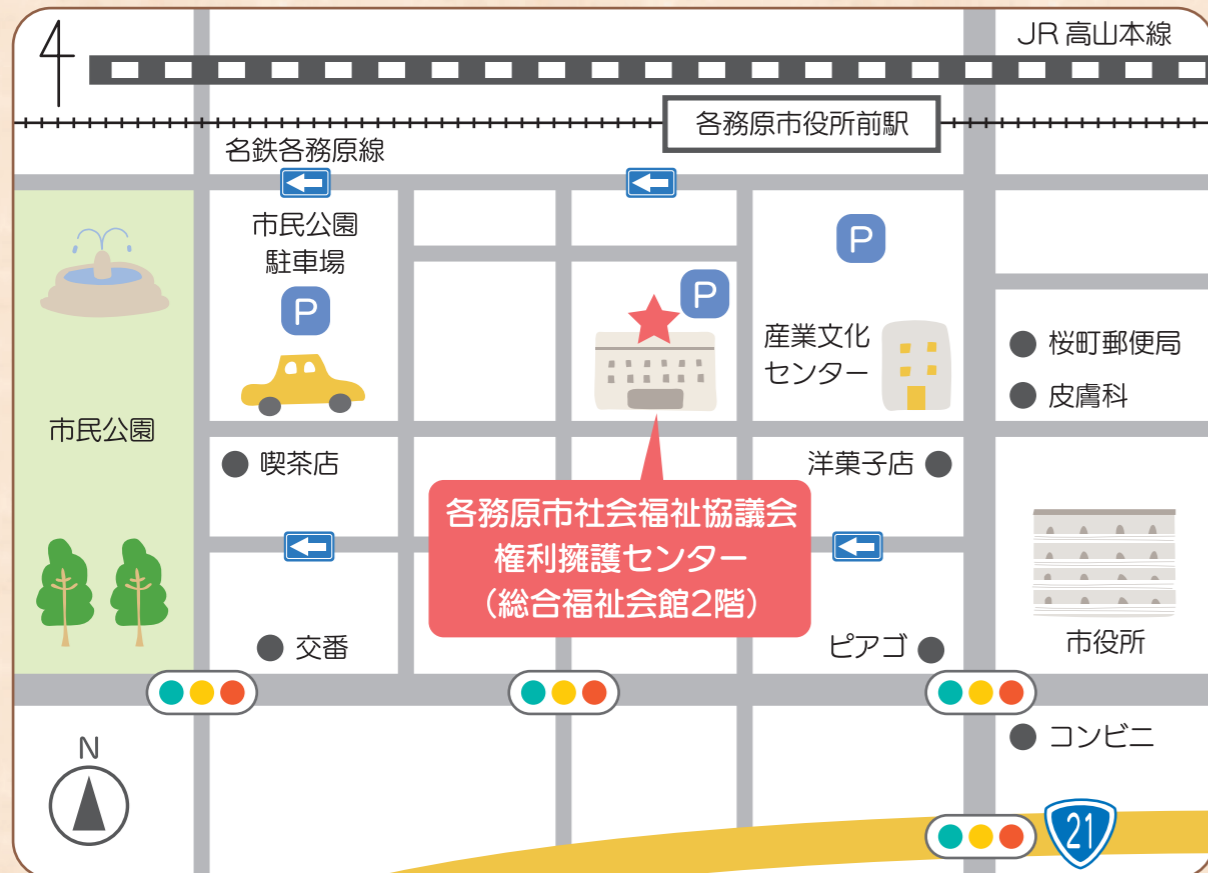 JR 高山本線
各務原市役所前駅
名鉄各務原線
市民公園
駐車場
P
P
P
産業文化
センター
桜町郵便局
皮膚科
市民公園
喫茶店
洋菓子店
各務原市社会福祉協議会
権利擁護センター
（総合福祉会館2階）
交番
ピアゴ
市役所
コンビニ
N
21